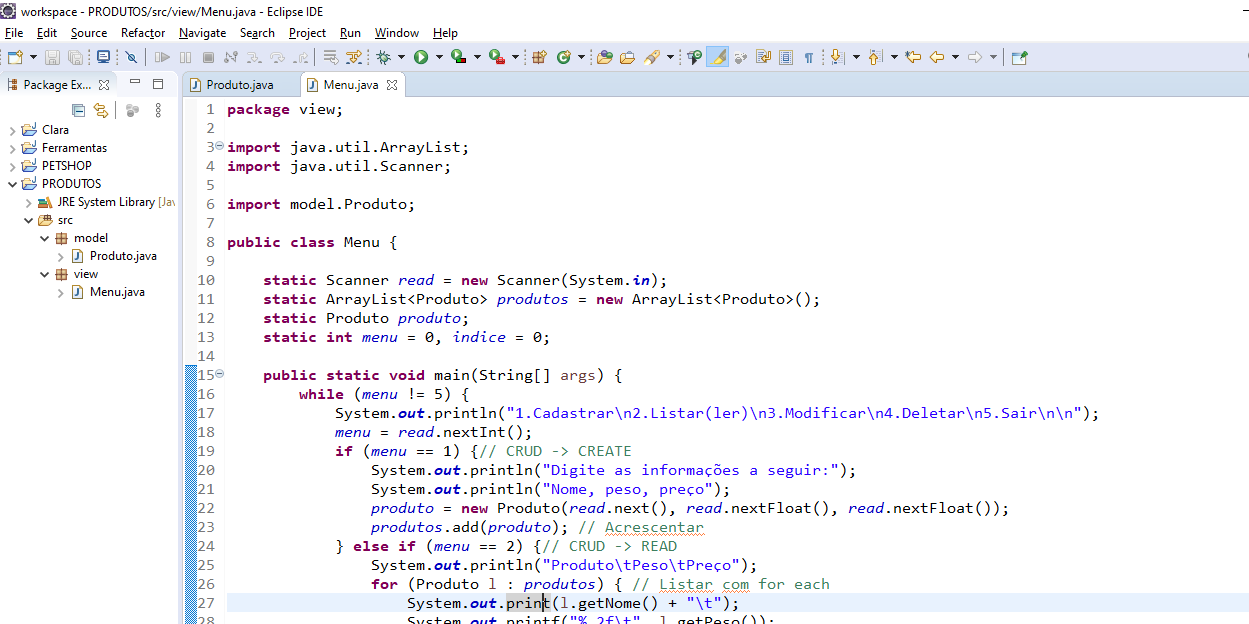 workspace - PRODUTOS/src/view/Menu.java - Eclipse IDE
File Edit Source Refactor Navigate Search Project Run Window Help
Package Ex...
Clara
Ferramentas
PETSHOP
PRODUTOS
JRE System Library [Jav
src
model
Produto.java
view
Menu.java
Produto.java Menu.java
1 package view;
2
3 import java.util.ArrayList;
4 import java.util.Scanner;
5
6 import model.Produto;
7
8 public class Menu {
9
10 static Scanner read = new Scanner(System.in);
11 static ArrayList<Produto> produtos = new ArrayList<Produto>();
12 static Produto produto;
13 static int menu = 0, indice = 0;
14
15 public static void main(String[] args) {
16 while (menu != 5) {
17 System.out.println("1.Cadastrar\n2.Listar(ler)\n3.Modificar\n4.Deletar\n5.Sair\n\n");
18 menu = read.nextInt();
19 if (menu == 1) {// CRUD -> CREATE
20 System.out.println("Digite as informações a seguir:");
21 System.out.println("Nome, peso, preço");
22 produto = new Produto(read.next(), read.nextFloat(), read.nextFloat());
23 produtos.add(produto); // Acrescentar
24 } else if (menu == 2) {// CRUD -> READ
25 System.out.println("Produto\tPeso\tPreço");
26 for (Produto l : produtos) { // Listar com for each
27 System.out.print(l.getNome() + "\t");
28 System.out.printf("%.2f\t", l.getPeso());